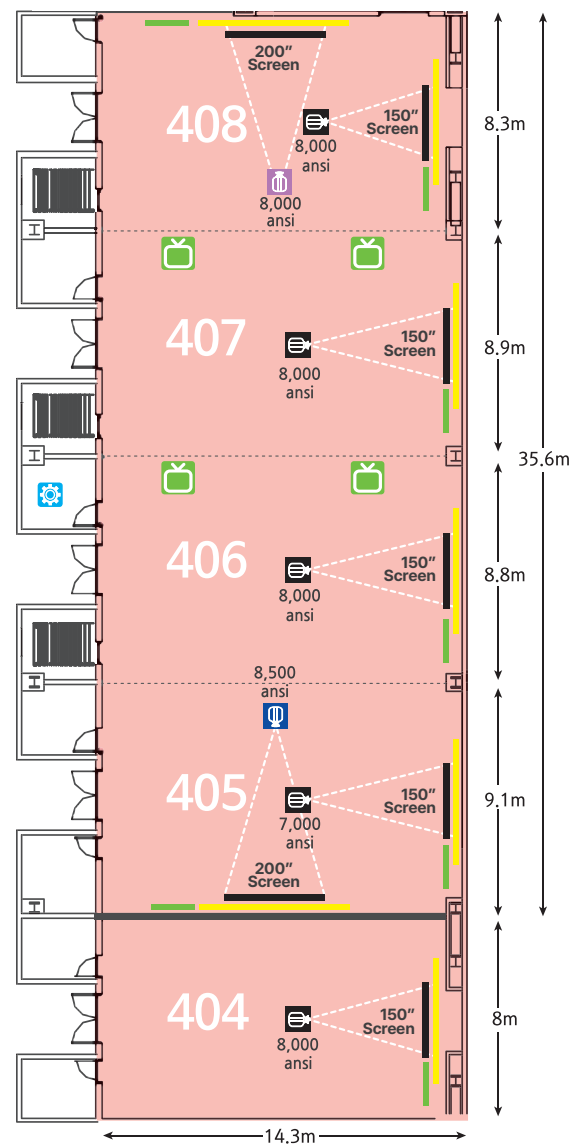 200″
Screen
408
150″
Screen
8,000
ansi
8,000
ansi
8.3m
407
150″
Screen
8,000
ansi
8.9m
35.6m
406
150″
Screen
8,000
ansi
8.8m
8,500
ansi
405
150″
Screen
7,000
ansi
200″
Screen
9.1m
404
150″
Screen
8,000
ansi
8m
14.3m